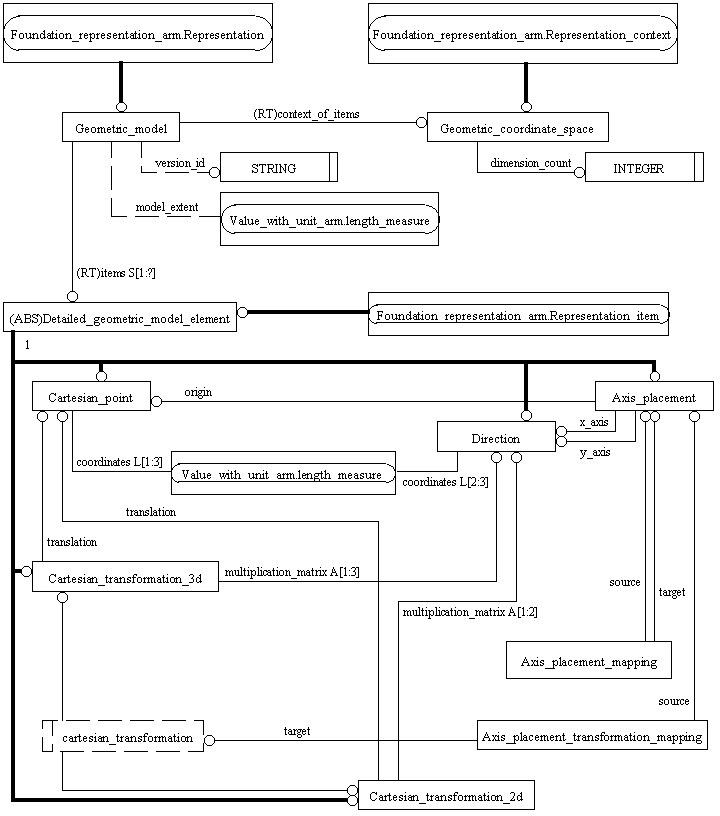 Foundation_representation_arm.Representation
Foundation_representation_arm.Representation_context
(RT)context_of_items
Geometric_model
Geometric_coordinate_space
version_id
STRING
dimension_count
INTEGER
model_extent
Value_with_unit_arm.length_measure
(RT)items S[1:?]
(ABS)Detailed_geometric_model_element
Foundation_representation_arm.Representation_item
1
Cartesian_point
origin
Axis_placement
x_axis
Direction
y_axis
coordinates L[1:3]
Value_with_unit_arm.length_measure
coordinates L[2:3]
translation
translation
Cartesian_transformation_3d
multiplication_matrix A[1:3]
source
target
multiplication_matrix A[1:2]
Axis_placement_mapping
source
cartesian_transformation
target
Axis_placement_transformation_mapping
Cartesian_transformation_2d